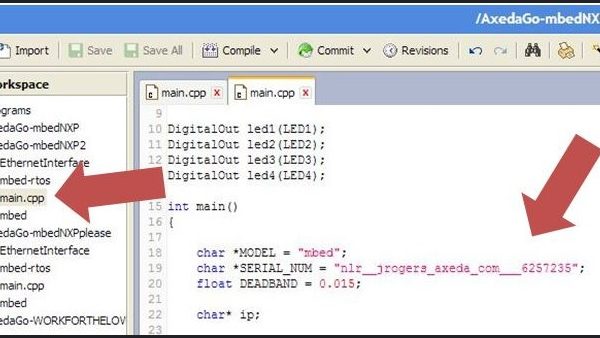 /AxedaGo-mbedNX
Import Save Save All Compile Commit Revisions
orkspace
ograms
edaGo-mbedNXP
edaGo-mbedNXP2
EthernetInterface
mbed-rtos
main.cpp
mbed
edaGo-mbedNXPplease
EthernetInterface
mbed-rtos
main.cpp
mbed
edaGo-WORKFORTHELOV
main.cpp x main.cpp x
9
10 DigitalOut led1(LED1);
11 DigitalOut led2(LED2);
12 DigitalOut led3(LED3);
DigitalOut led4(LED4);
15 int main()
16 {
17
18 char *MODEL = "mbed";
19 char *SERIAL_NUM = "nlr__jrogers_axeda_com___6257235";
20 float DEADBAND = 0.015;
21
22 char* ip;
23